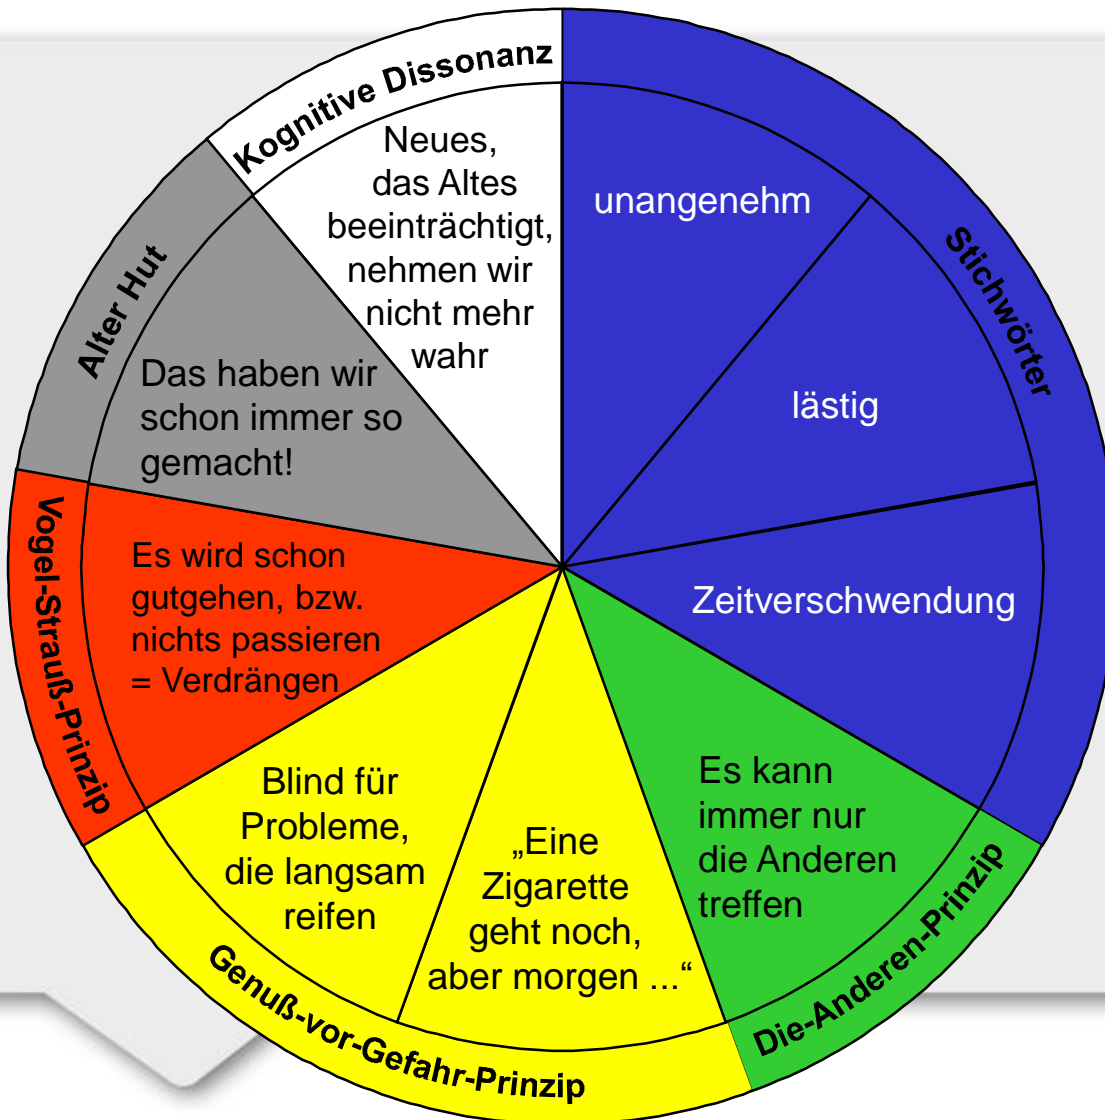 Kognitive Dissonanz
Neues,
das Altes
beeinträchtigt,
nehmen wir
nicht mehr
wahr
Stichwörter
unangenehm
lästig
Zeitverschwendung
Die-Anderen-Prinzip
Es kann
immer nur
die Anderen
treffen
Genuß-vor-Gefahr-Prinzip
„Eine
Zigarette
geht noch,
aber morgen ...“
Blind für
Probleme,
die langsam
reifen
Vogel-Strauß-Prinzip
Es wird schon
gutgehen, bzw.
nichts passieren
= Verdrängen
Alter Hut
Das haben wir
schon immer so
gemacht!